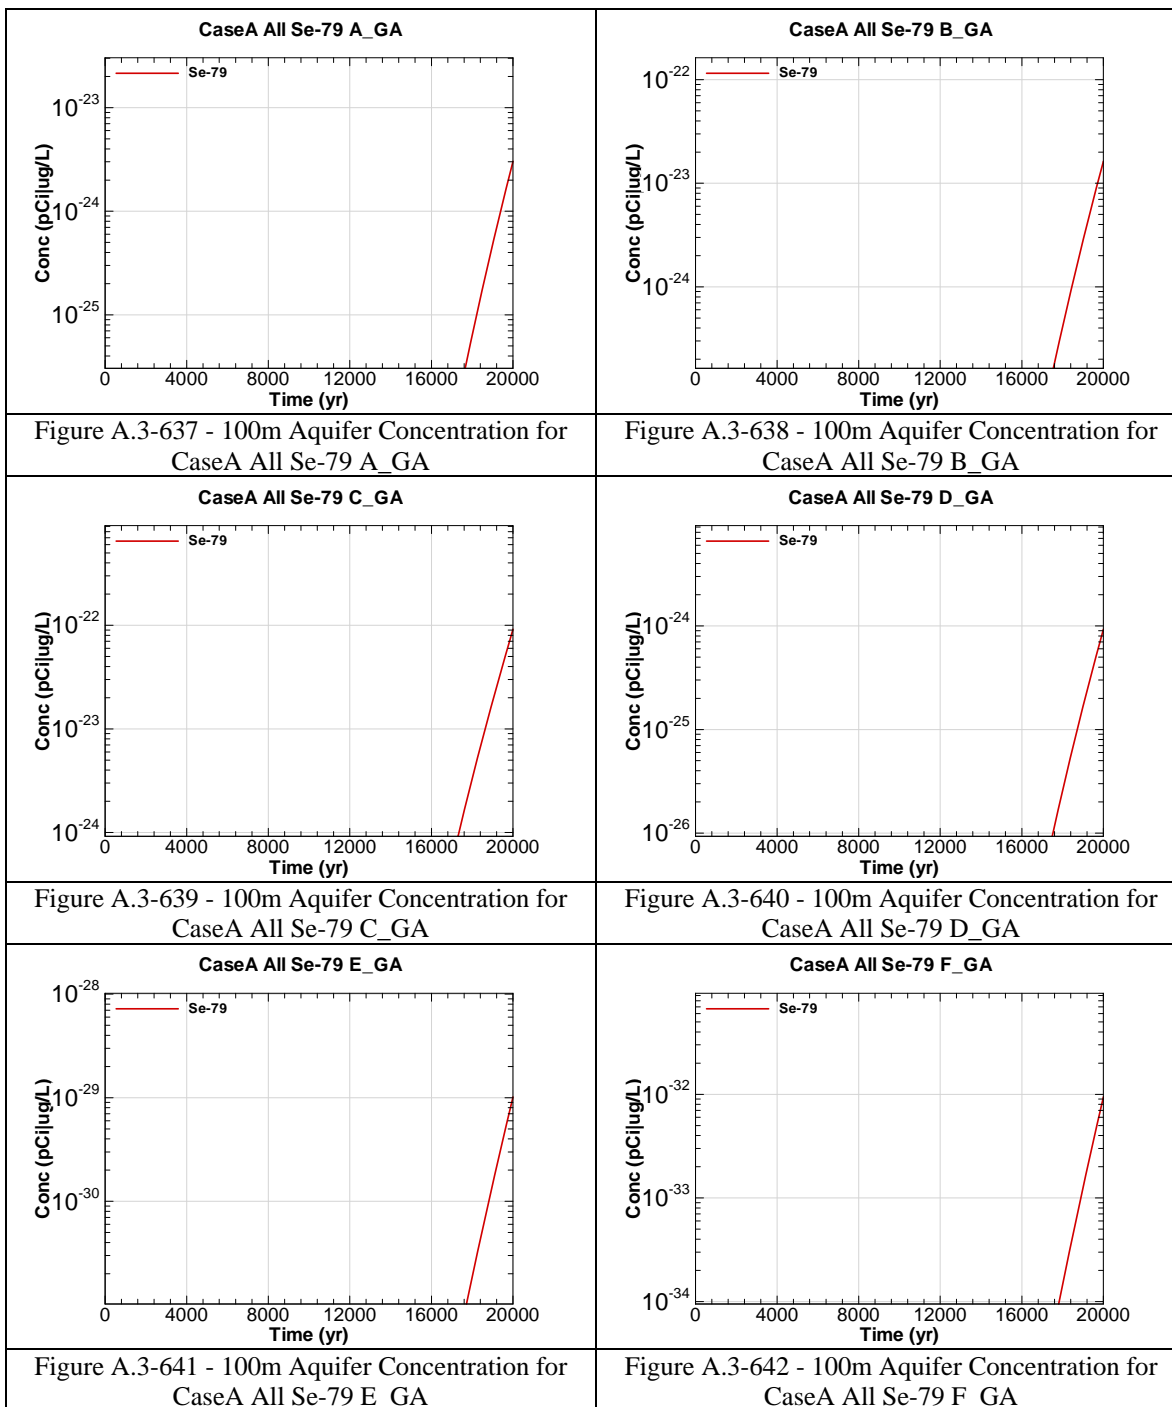 CaseA All Se-79 A_GA
Se-79
10-23
10-24
10-25
Conc (pCi|ug/L)
0 4000 8000 12000 16000 20000
Time (yr)
Figure A.3-637 - 100m Aquifer Concentration for
CaseA All Se-79 A_GA
CaseA All Se-79 B_GA
Se-79
10-22
10-23
10-24
Conc (pCi|ug/L)
0 4000 8000 12000 16000 20000
Time (yr)
Figure A.3-638 - 100m Aquifer Concentration for
CaseA All Se-79 B_GA
CaseA All Se-79 C_GA
Se-79
10-22
10-23
10-24
Conc (pCi|ug/L)
0 4000 8000 12000 16000 20000
Time (yr)
Figure A.3-639 - 100m Aquifer Concentration for
CaseA All Se-79 C_GA
CaseA All Se-79 D_GA
Se-79
10-24
10-25
10-26
Conc (pCi|ug/L)
0 4000 8000 12000 16000 20000
Time (yr)
Figure A.3-640 - 100m Aquifer Concentration for
CaseA All Se-79 D_GA
CaseA All Se-79 E_GA
10-28
Se-79
10-29
10-30
Conc (pCi|ug/L)
0 4000 8000 12000 16000 20000
Time (yr)
Figure A.3-641 - 100m Aquifer Concentration for
CaseA All Se-79 E_GA
CaseA All Se-79 F_GA
Se-79
10-32
10-33
10-34
Conc (pCi|ug/L)
0 4000 8000 12000 16000 20000
Time (yr)
Figure A.3-642 - 100m Aquifer Concentration for
CaseA All Se-79 F_GA